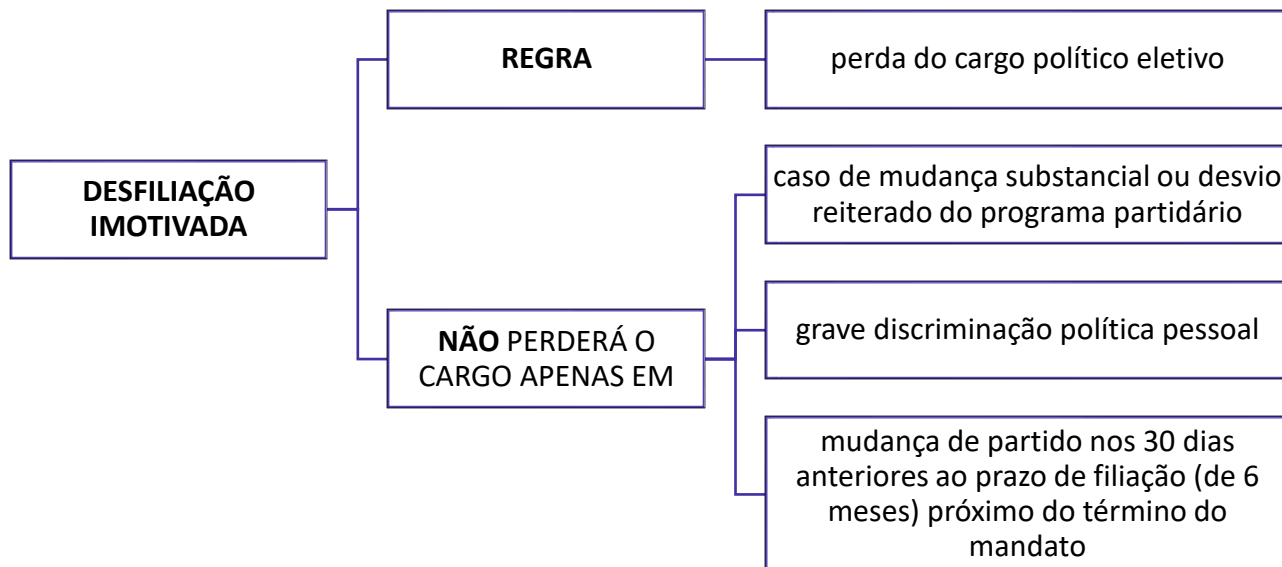 DESFILIAÇÃO
IMOTIVADA
REGRA
perda do cargo político eletivo
NÃO PERDERÁ O
CARGO APENAS EM
caso de mudança substancial ou desvio
reiterado do programa partidário
grave discriminação política pessoal
mudança de partido nos 30 dias
anteriores ao prazo de filiação (de 6
meses) próximo do término do
mandato